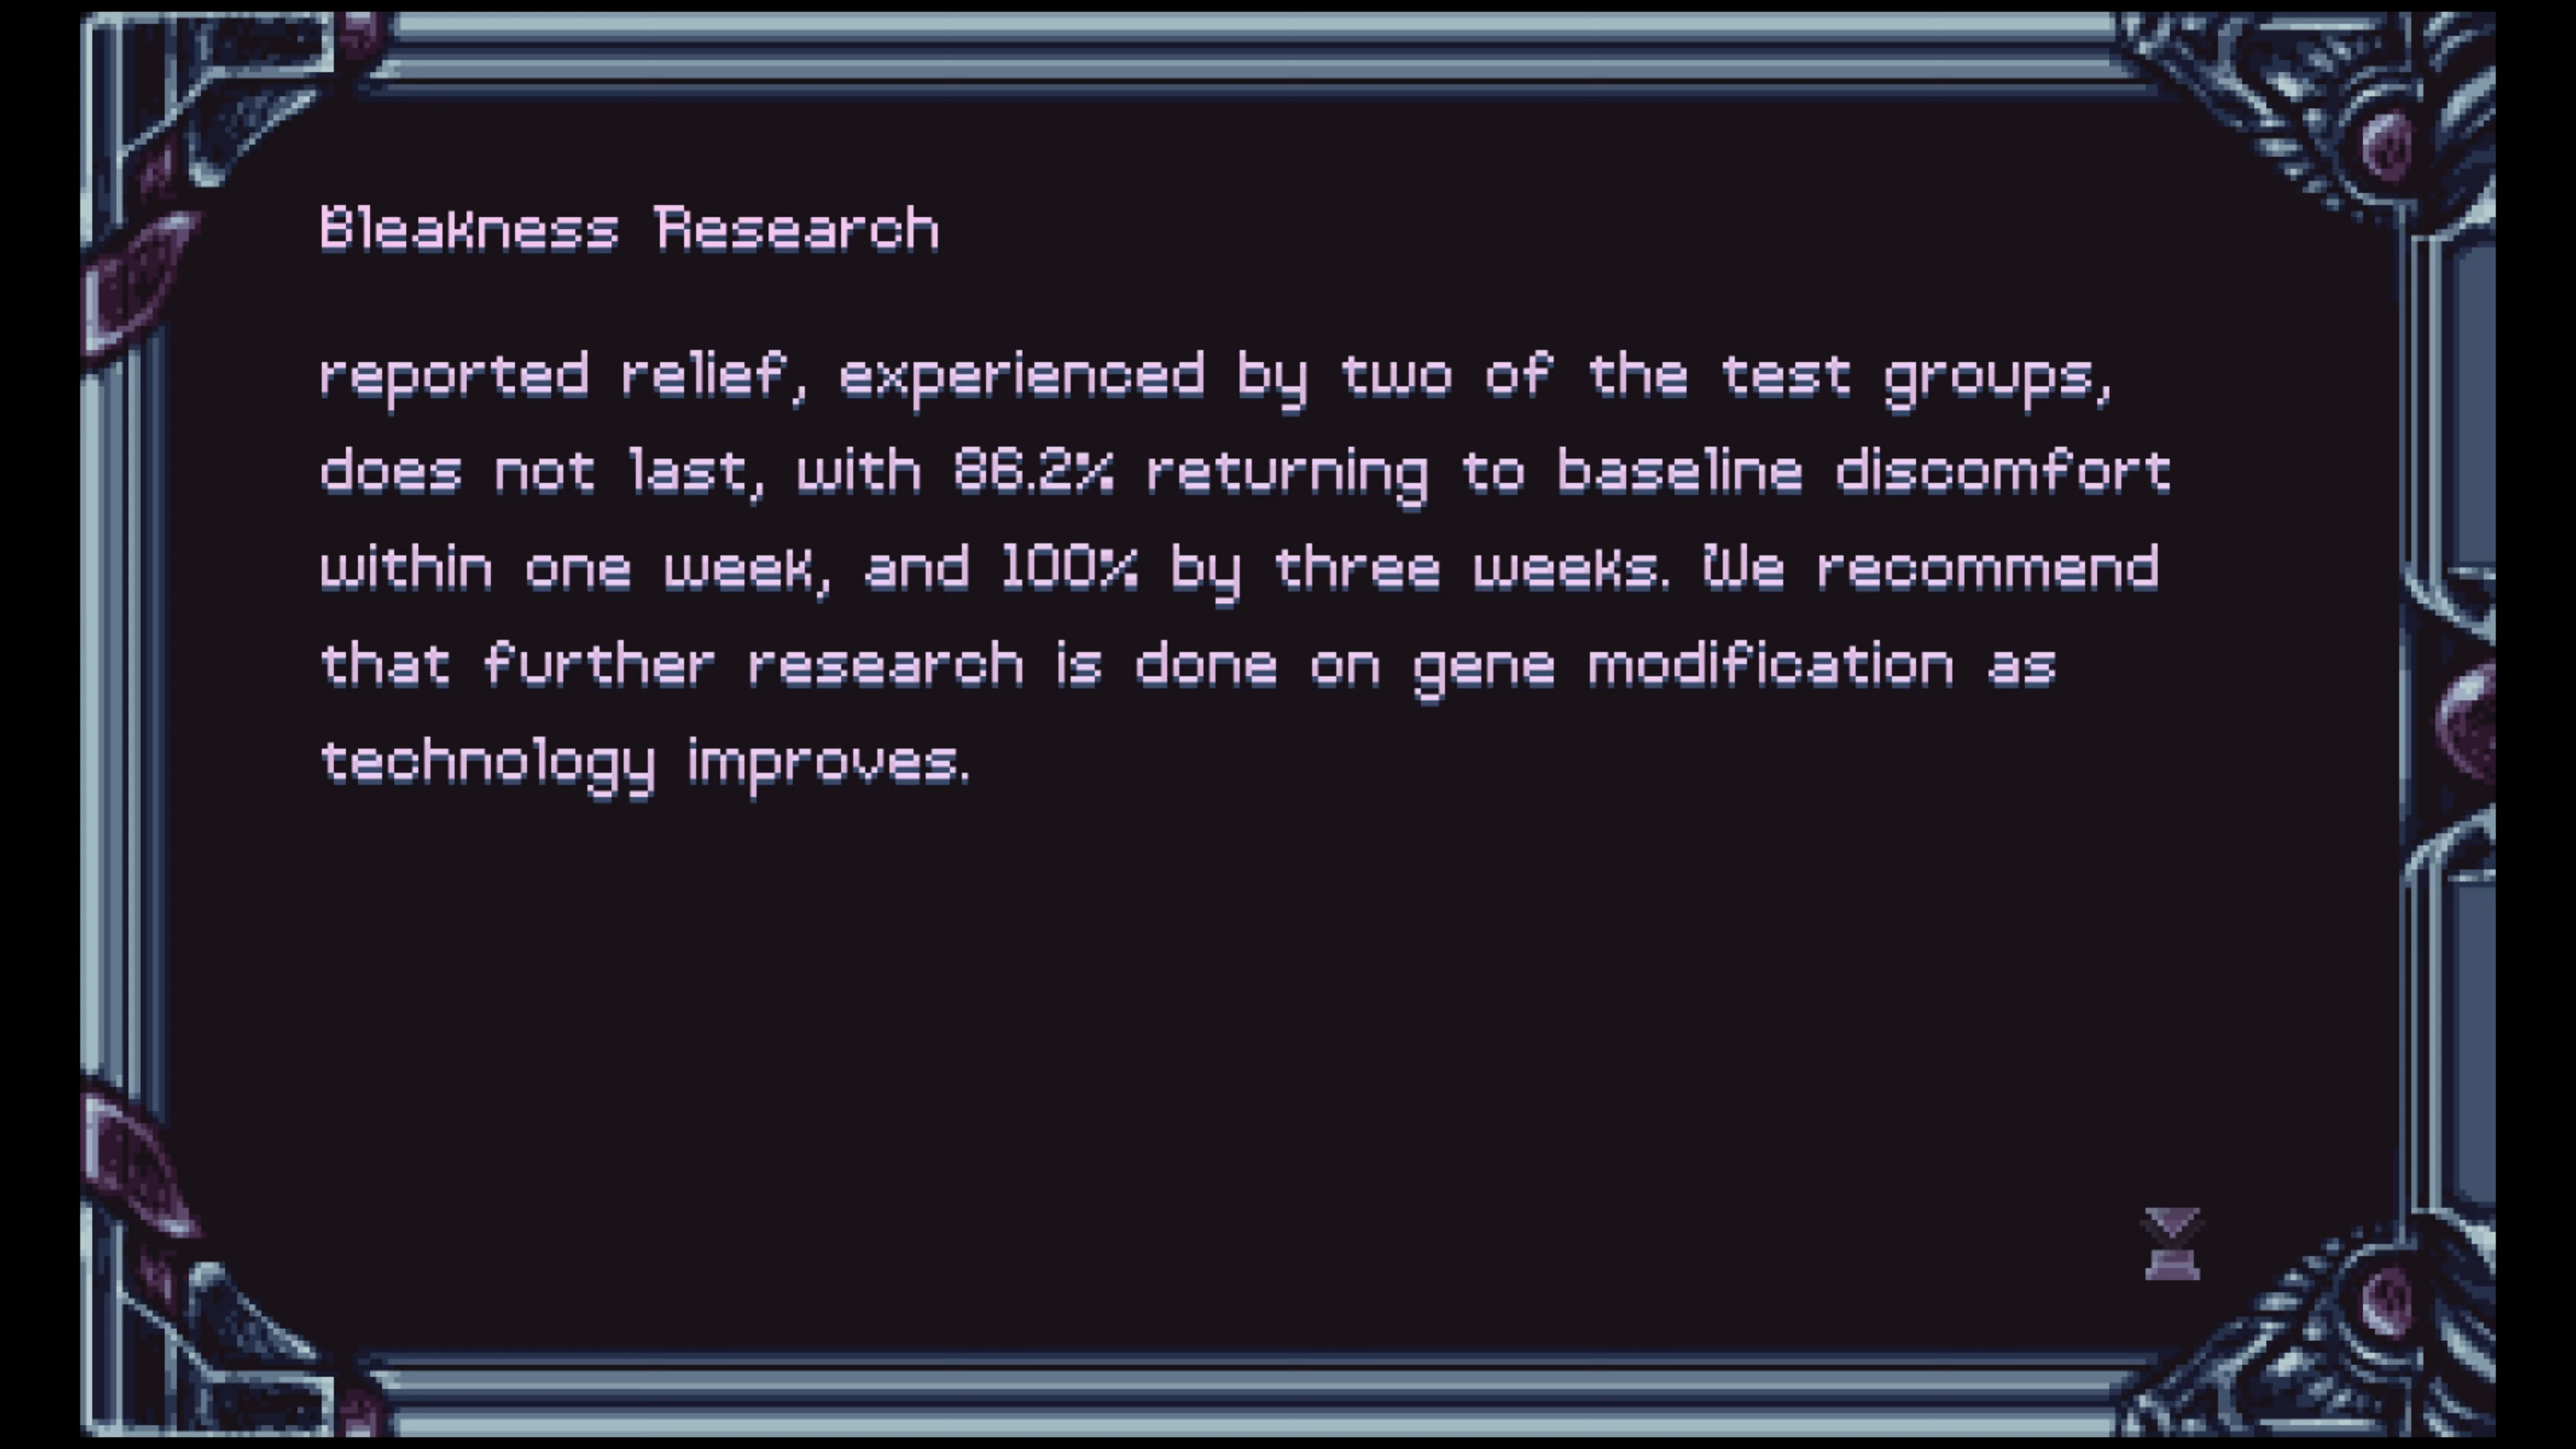 Bleakness Research
reported relief, experienced by two of the test groups,
does not last, with 86.2% returning to baseline discomfort
within one week, and 100% by three weeks. We recommend
that further research is done on gene modification as
technology improves.